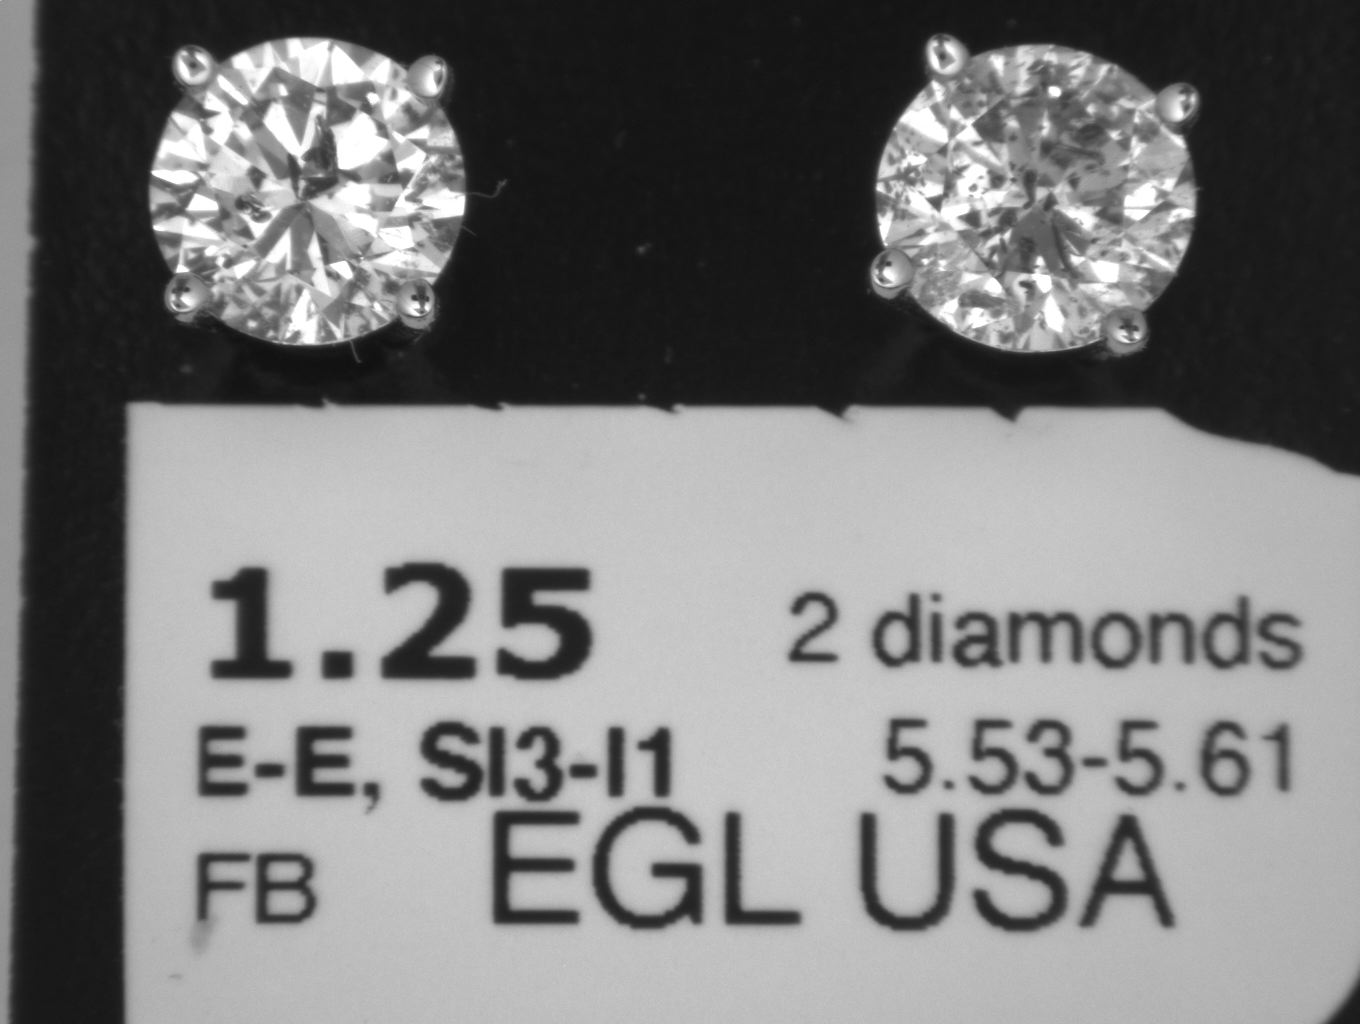 1.25 2 diamonds
E-E, SI3-I1 5.53-5.61
FB EGL USA